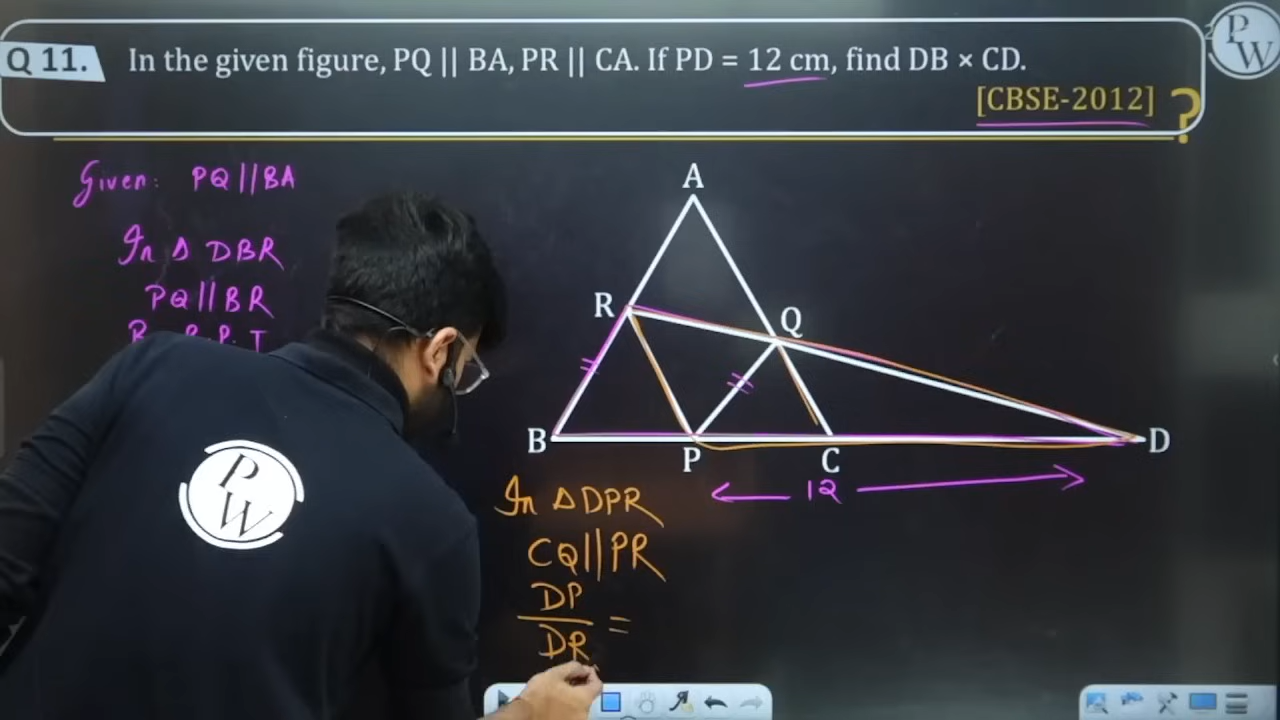 Q 11. In the given figure, PQ || BA, PR || CA. If PD = 12 cm, find DB × CD.
[CBSE-2012]
?
PW
Given: PQ||BA
In Δ DBR
PQ||BR
A
R
Q
B
P
C
D
12
In Δ DPR
CQ||PR
DP
DR
=
PW